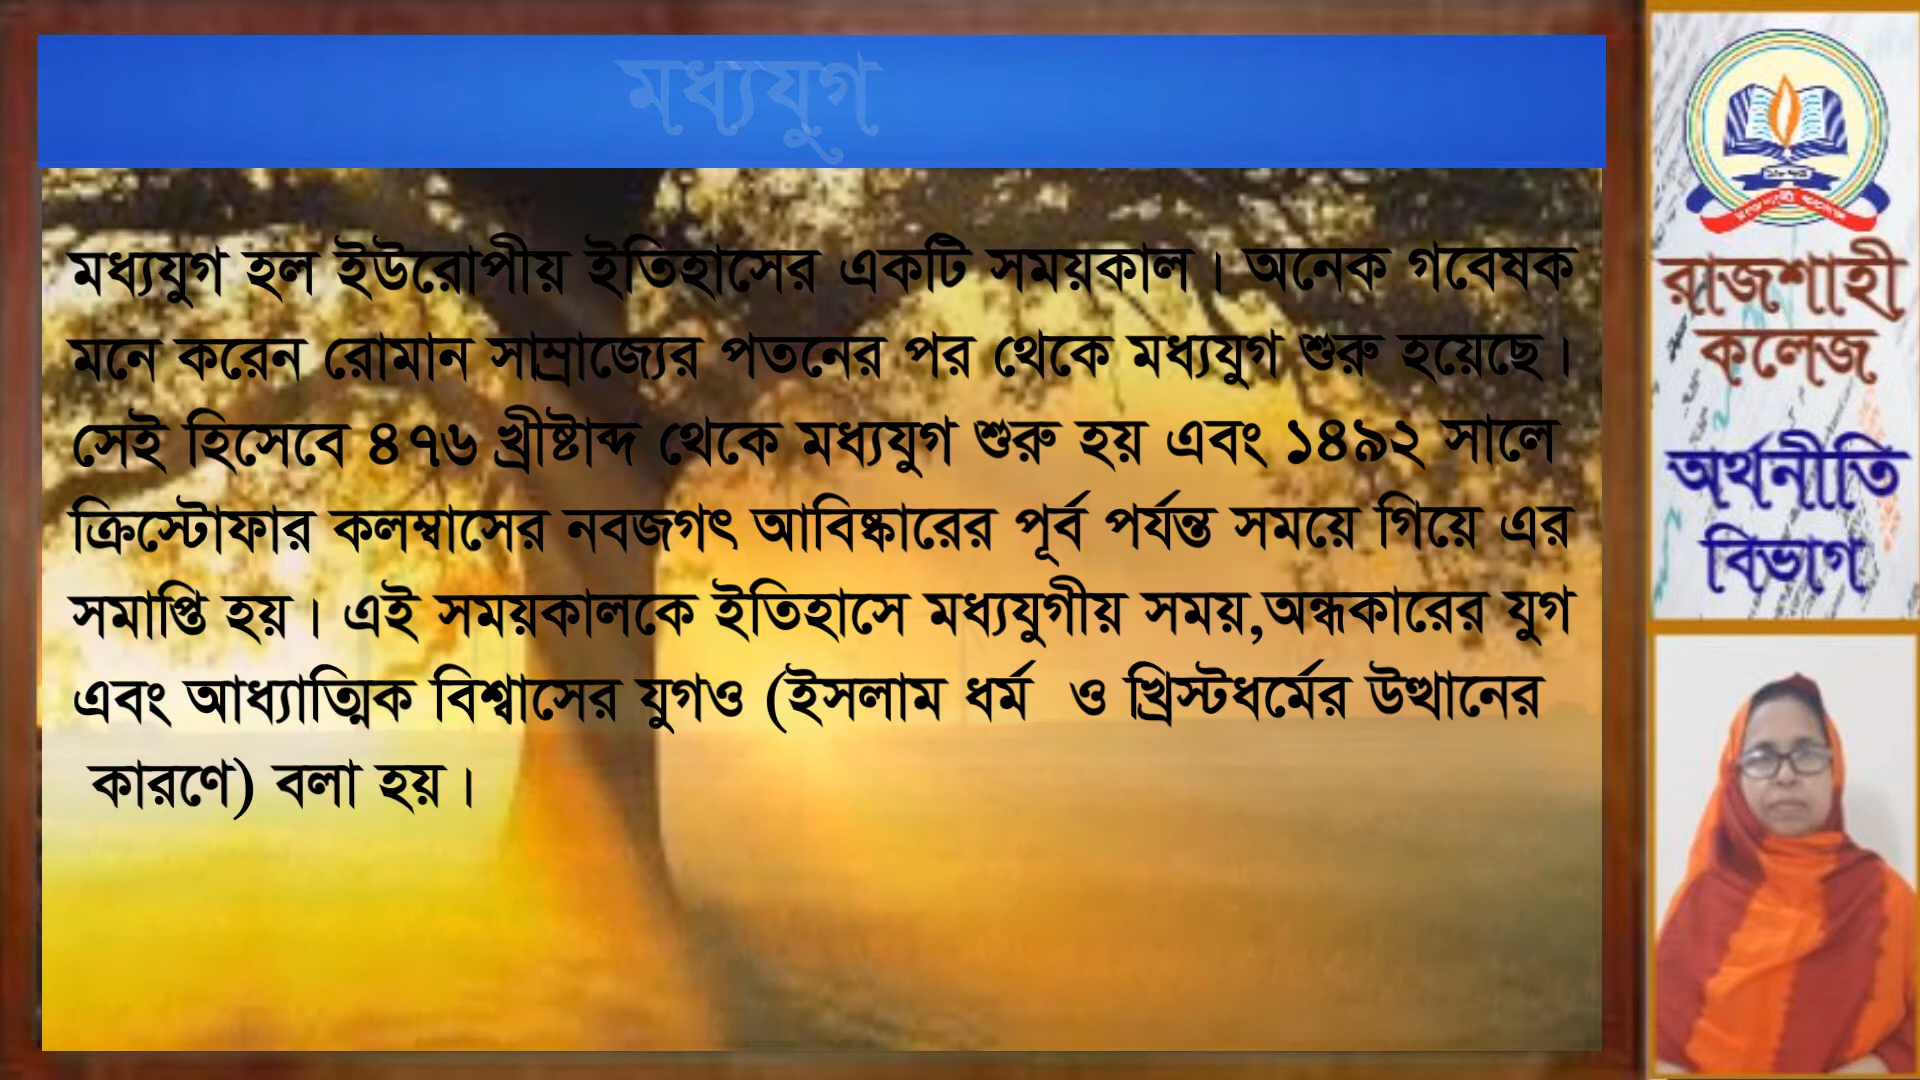 মধ্যযুগ
মধ্যযুগ হল ইউরোপীয় ইতিহাসের একটি সময়কাল। অনেক গবেষক
মনে করেন রোমান সাম্রাজ্যের পতনের পর থেকে মধ্যযুগ শুরু হয়েছে।
সেই হিসেবে ৪৭৬ খ্রীষ্টাব্দ থেকে মধ্যযুগ শুরু হয় এবং ১৪৯২ সালে
ক্রিস্টোফার কলম্বাসের নবজগৎ আবিষ্কারের পূর্ব পর্যন্ত সময়ে গিয়ে এর
সমাপ্তি হয়। এই সময়কালকে ইতিহাসে মধ্যযুগীয় সময়,অন্ধকারের যুগ
এবং আধ্যাত্মিক বিশ্বাসের যুগও (ইসলাম ধর্ম ও খ্রিস্টধর্মের উত্থানের
কারণে) বলা হয়।
রাজশাহী
কলেজ
অর্থনীতি
বিভাগ